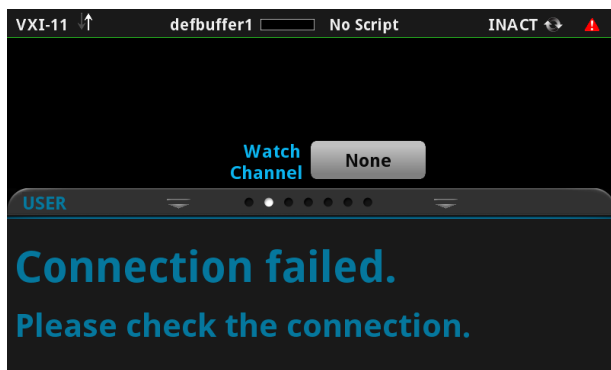 VXI-11 defbuffer1 No Script INACT
Watch
Channel
None
USER
Connection failed.
Please check the connection.